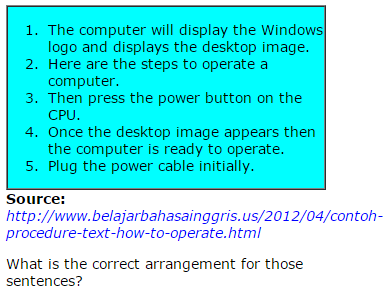 1. The computer will display the Windows
logo and displays the desktop image.
2. Here are the steps to operate a
computer.
3. Then press the power button on the
CPU.
4. Once the desktop image appears then
the computer is ready to operate.
5. Plug the power cable initially.
Source:
http://www.belajarbahasainggris.us/2012/04/contoh-
procedure-text-how-to-operate.html
What is the correct arrangement for those
sentences?